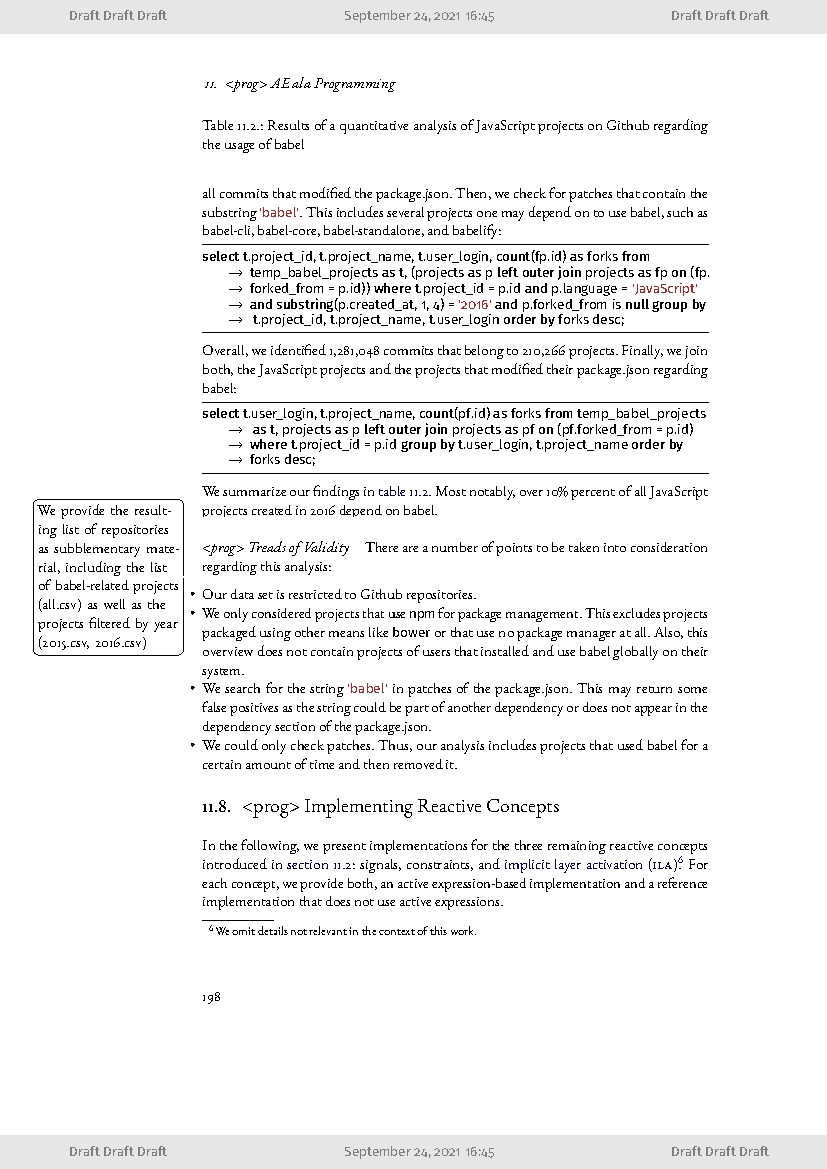 Draft Draft Draft September 24, 2021 16:45 Draft Draft Draft
11. <prog> AE ala Programming
Table 11.2.: Results of a quantitative analysis of JavaScript projects on Github regarding
the usage of babel
all commits that modified the package.json. Then, we check for patches that contain the
substring 'babel'. This includes several projects one may depend on to use babel, such as
babel-cli, babel-core, babel-standalone, and babelify:
select t.project_id, t.project_name, t.user_login, count(fp.id) as forks from
→ temp_babel_projects as t, (projects as p left outer join projects as fp on (fp.
→ forked_from = p.id)) where t.project_id = p.id and p.language = 'JavaScript'
→ and substring(p.created_at, 1, 4) = '2016' and p.forked_from is null group by
→ t.project_id, t.project_name, t.user_login order by forks desc;
Overall, we identified 1,281,048 commits that belong to 210,266 projects. Finally, we join
both, the JavaScript projects and the projects that modified their package.json regarding
babel:
select t.user_login, t.project_name, count(pf.id) as forks from temp_babel_projects
→ as t, projects as p left outer join projects as pf on (pf.forked_from = p.id)
→ where t.project_id = p.id group by t.user_login, t.project_name order by
→ forks desc;
We summarize our findings in table 11.2. Most notably, over 10% percent of all JavaScript
projects created in 2016 depend on babel.
We provide the result-
ing list of repositories
as subblementary mate-
rial, including the list
of babel-related projects
(all.csv) as well as the
projects filtered by year
(2015.csv, 2016.csv)
<prog> Treads of Validity There are a number of points to be taken into consideration
regarding this analysis:
• Our data set is restricted to Github repositories.
• We only considered projects that use npm for package management. This excludes projects
packaged using other means like bower or that use no package manager at all. Also, this
overview does not contain projects of users that installed and use babel globally on their
system.
• We search for the string 'babel' in patches of the package.json. This may return some
false positives as the string could be part of another dependency or does not appear in the
dependency section of the package.json.
• We could only check patches. Thus, our analysis includes projects that used babel for a
certain amount of time and then removed it.
11.8. <prog> Implementing Reactive Concepts
In the following, we present implementations for the three remaining reactive concepts
introduced in section 11.2: signals, constraints, and implicit layer activation (ILA)6. For
each concept, we provide both, an active expression-based implementation and a reference
implementation that does not use active expressions.
6 We omit details not relevant in the context of this work.
198
Draft Draft Draft September 24, 2021 16:45 Draft Draft Draft